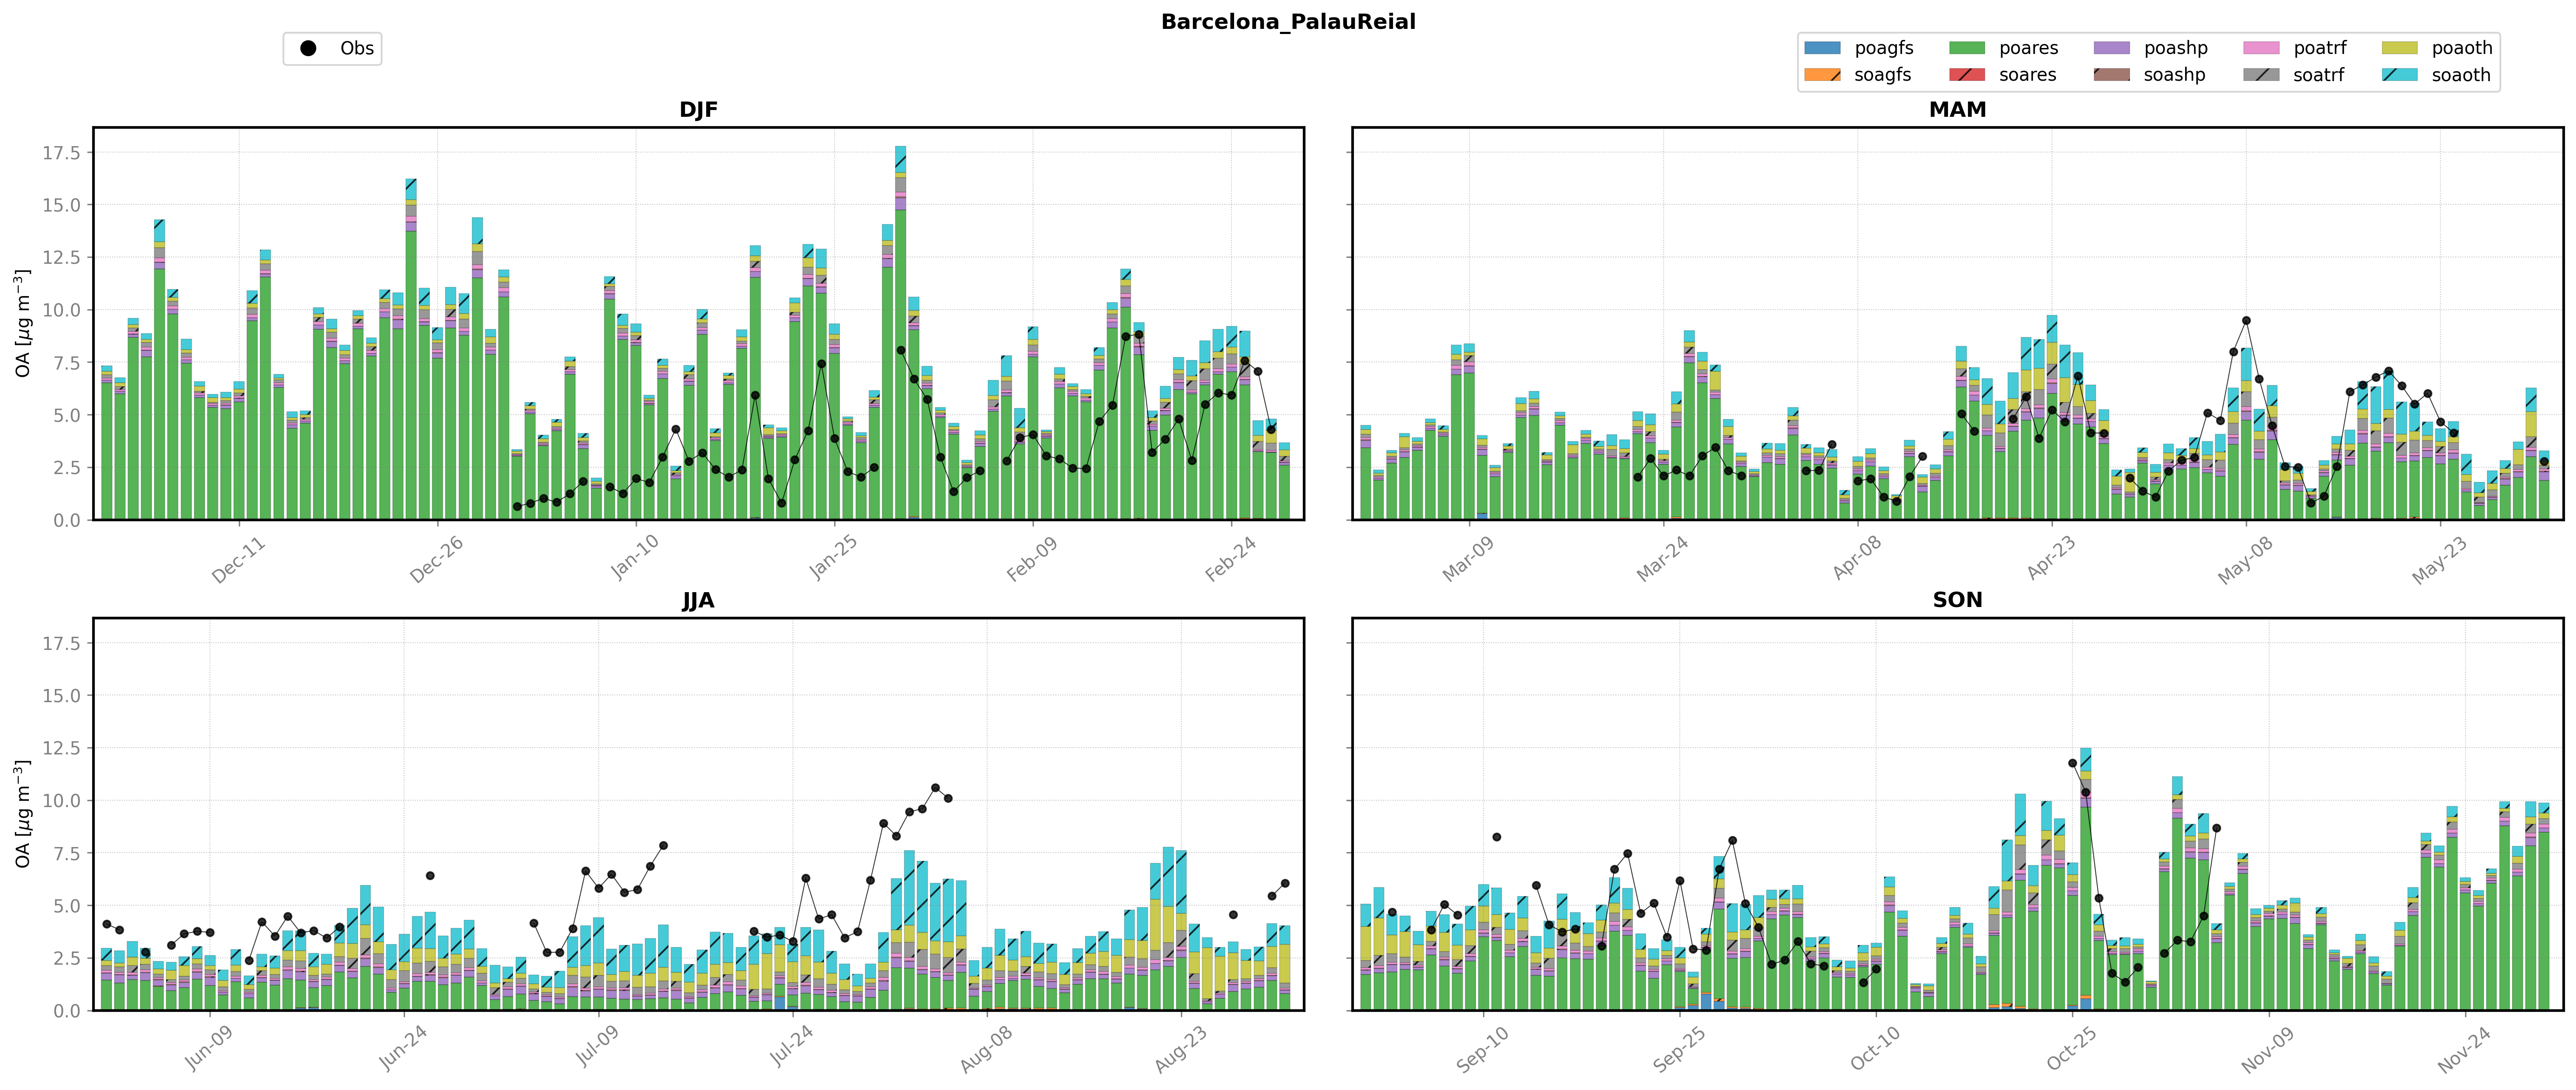 Barcelona_PalauReial
Obs
poagfs poares poashp poatrf poaoth
soagfs soares soashp soatrf soaoth
DJF
MAM
OA [μg m⁻³]
17.5
15.0
12.5
10.0
7.5
5.0
2.5
0.0
Dec-11 Dec-26 Jan-10 Jan-25 Feb-09 Feb-24
Mar-09 Mar-24 Apr-08 Apr-23 May-08 May-23
JJA
SON
OA [μg m⁻³]
17.5
15.0
12.5
10.0
7.5
5.0
2.5
0.0
Jun-09 Jun-24 Jul-09 Jul-24 Aug-08 Aug-23
Sep-10 Sep-25 Oct-10 Oct-25 Nov-09 Nov-24